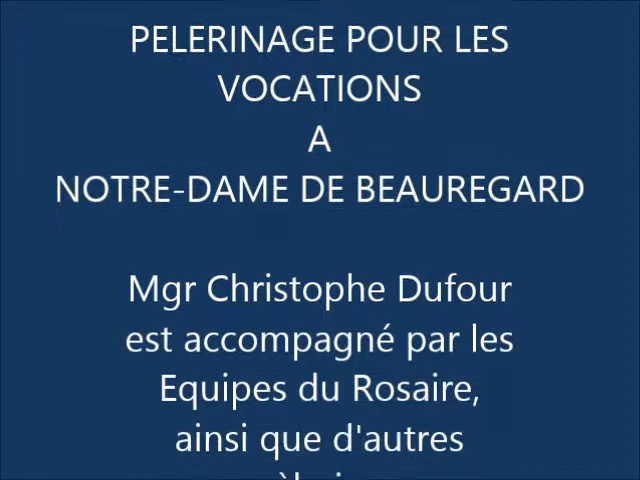 PELERINAGE POUR LES
VOCATIONS
A
NOTRE-DAME DE BEAUREGARD
Mgr Christophe Dufour
est accompagné par les
Equipes du Rosaire,
ainsi que d'autres